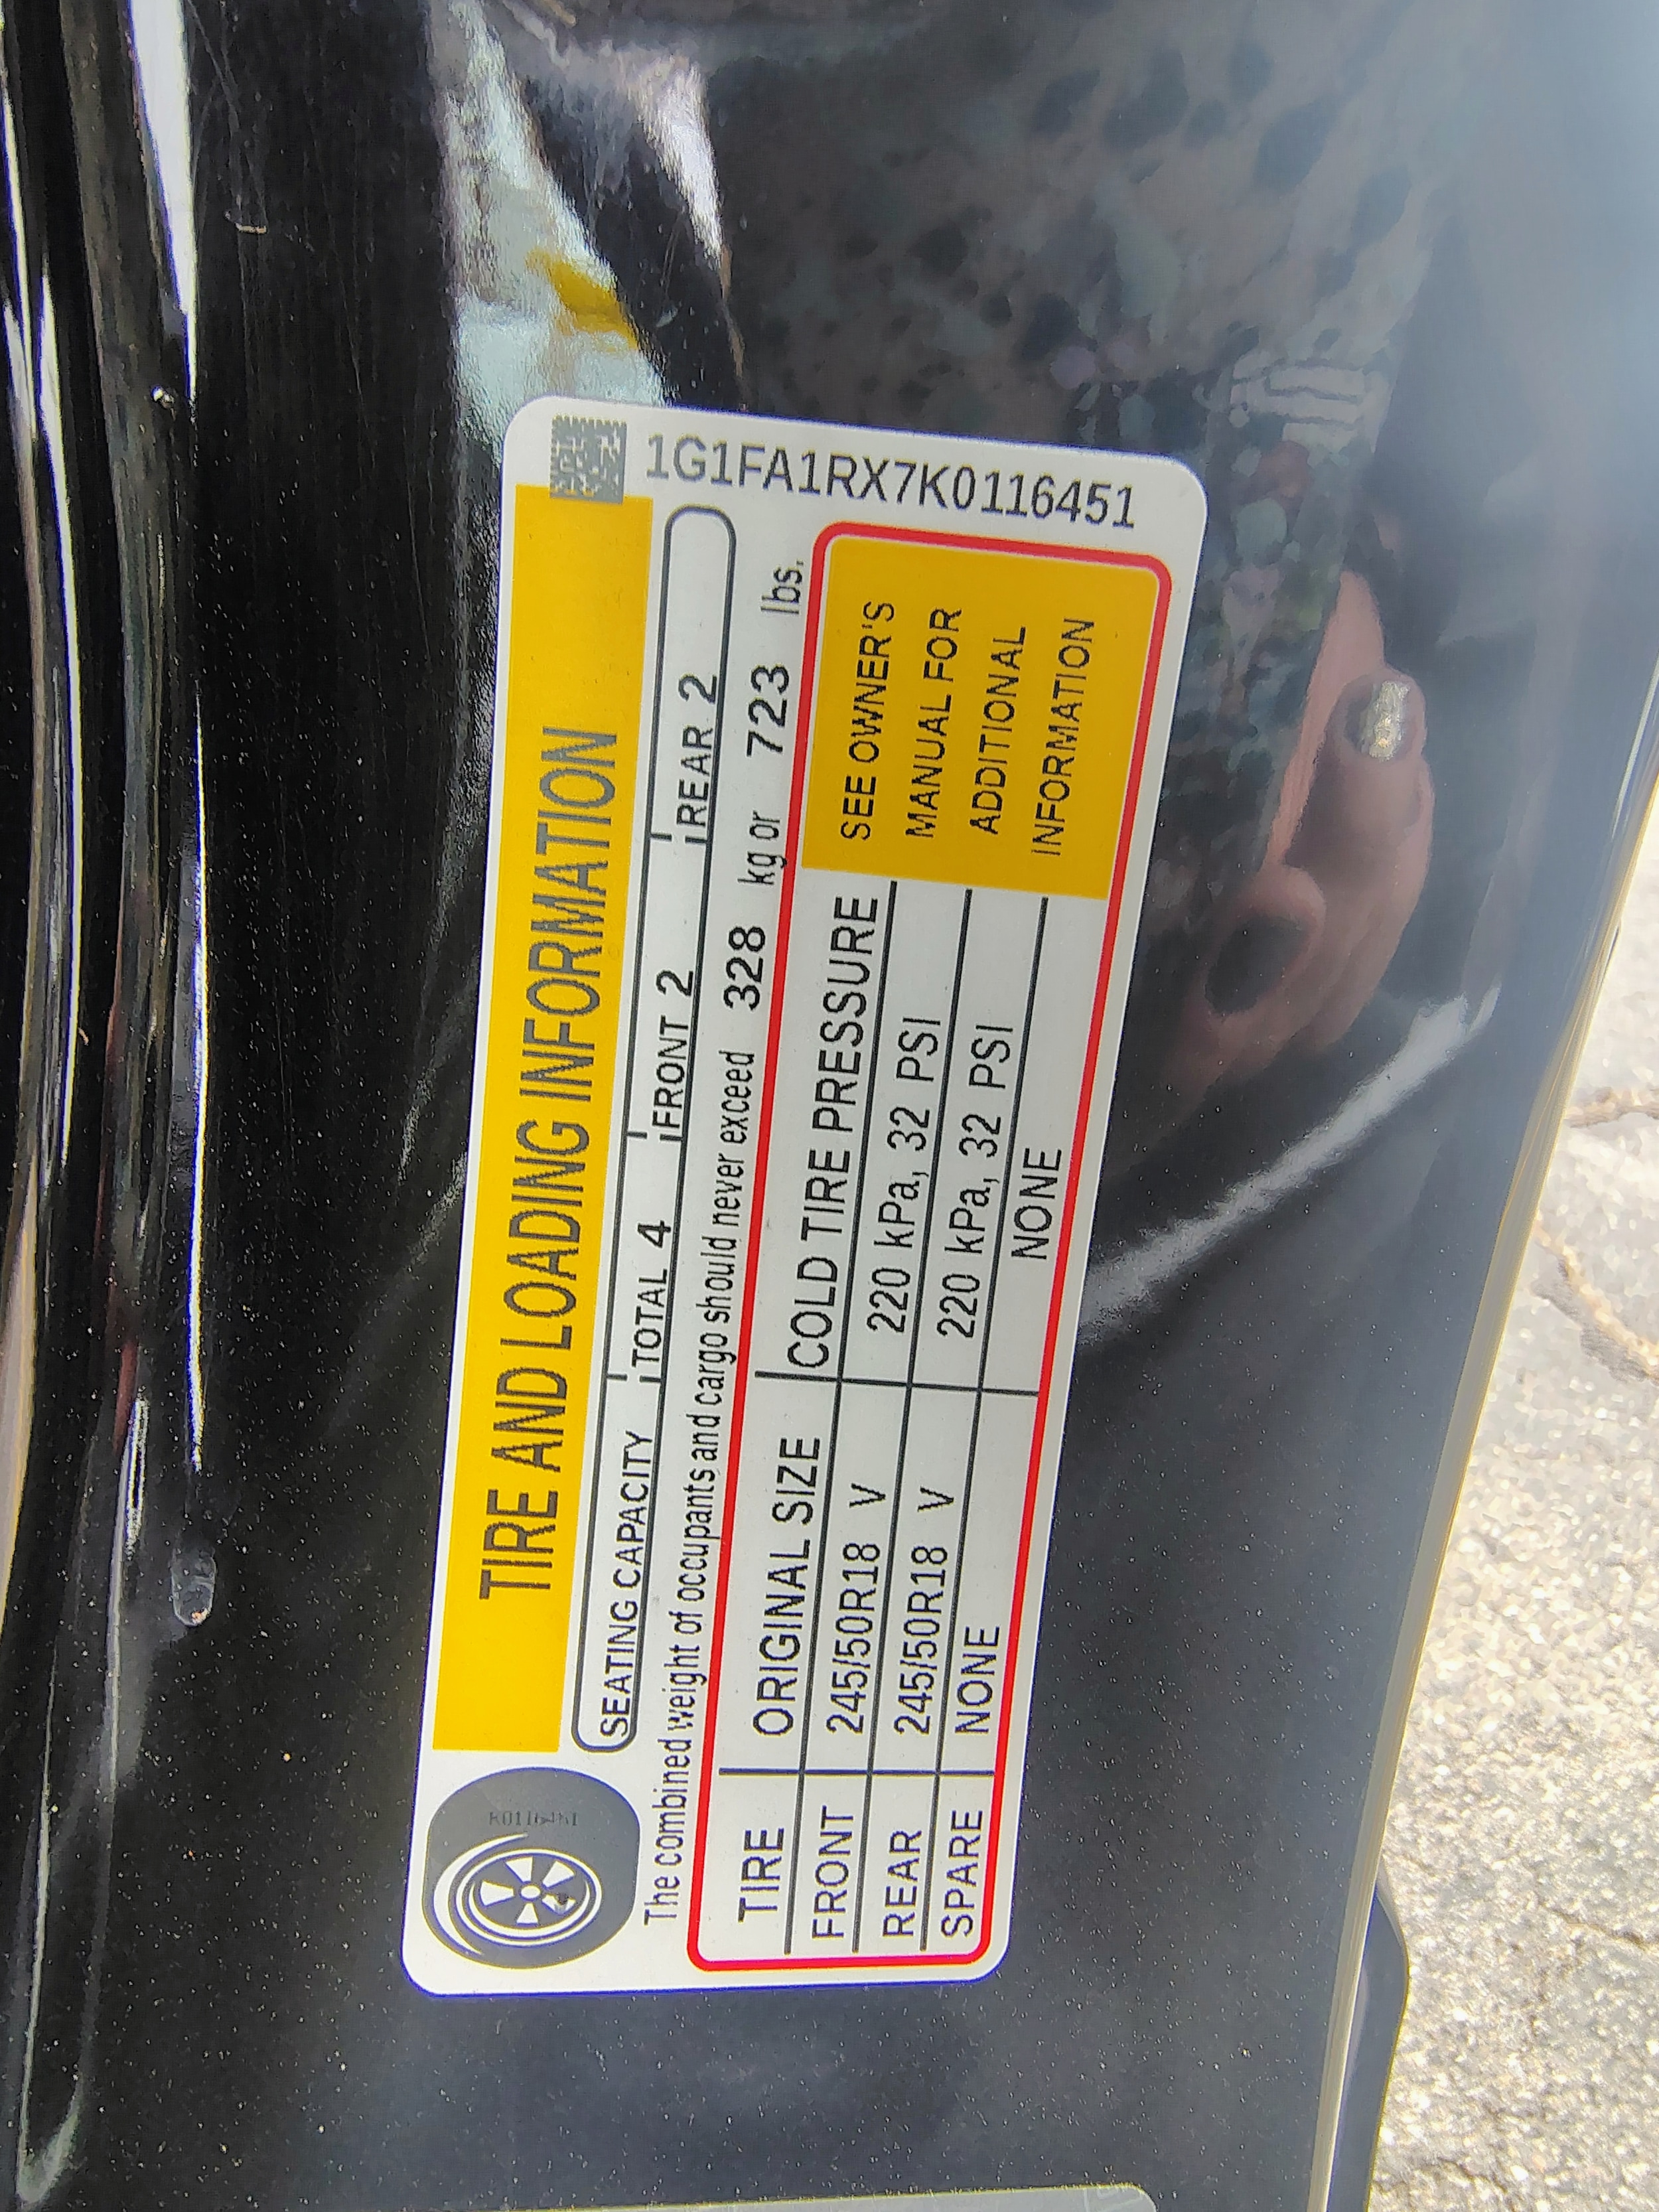 TIRE AND LOADING INFORMATION
SEATING CAPACITY TOTAL 4 FRONT 2 REAR 2
The combined weight of occupants and cargo should never exceed 328 kg or 723 lbs.
TIRE ORIGINAL SIZE COLD TIRE PRESSURE
FRONT 245/50R18 V 220 kPa, 32 PSI
REAR 245/50R18 V 220 kPa, 32 PSI
SPARE NONE NONE
SEE OWNER'S
MANUAL FOR
ADDITIONAL
INFORMATION
1G1FA1RX7K0116451